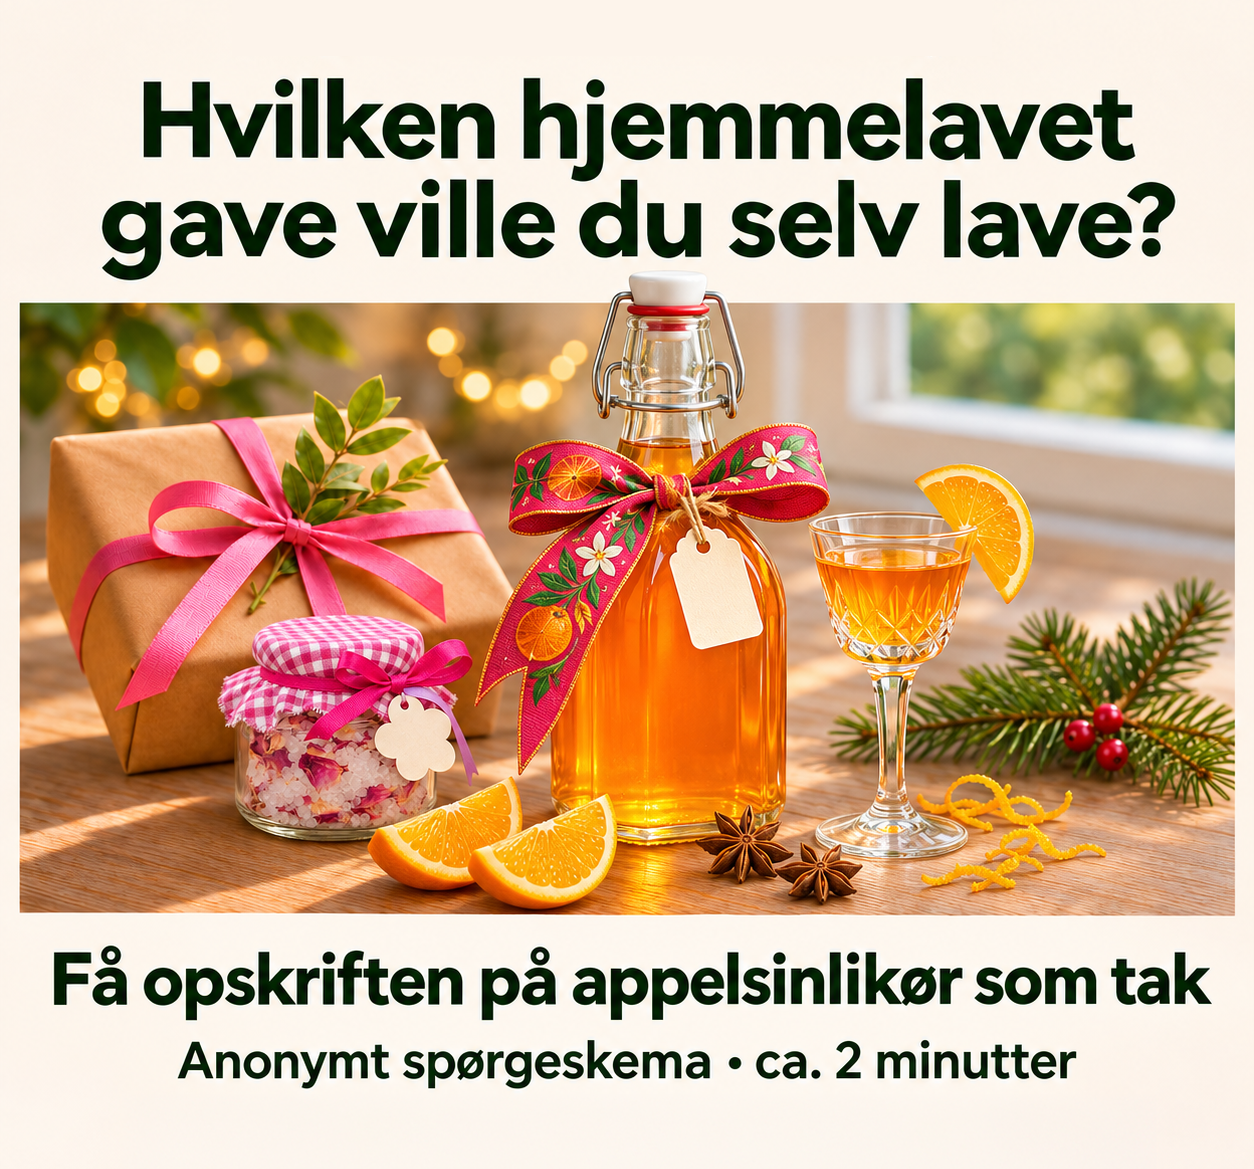 Hvilken hjemmelavet
gave ville du selv lave?
Få opskriften på appelsinlikør som tak
Anonymt spørgeskema • ca. 2 minutter